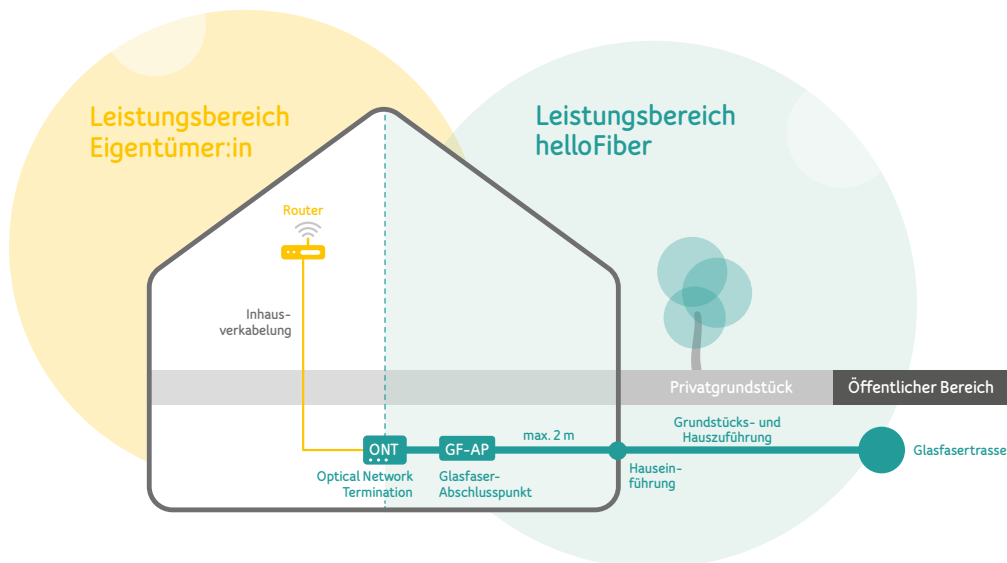 Leistungsbereich
Eigentümer:in
Leistungsbereich
helloFiber
Router
Inhaus-
verkabelung
Privatgrundstück
Öffentlicher Bereich
ONT
GF-AP
max. 2 m
Grundstücks- und
Hauszuführung
Glasfasertrasse
Optical Network
Termination
Glasfaser-
Abschlusspunkt
Hausein-
führung